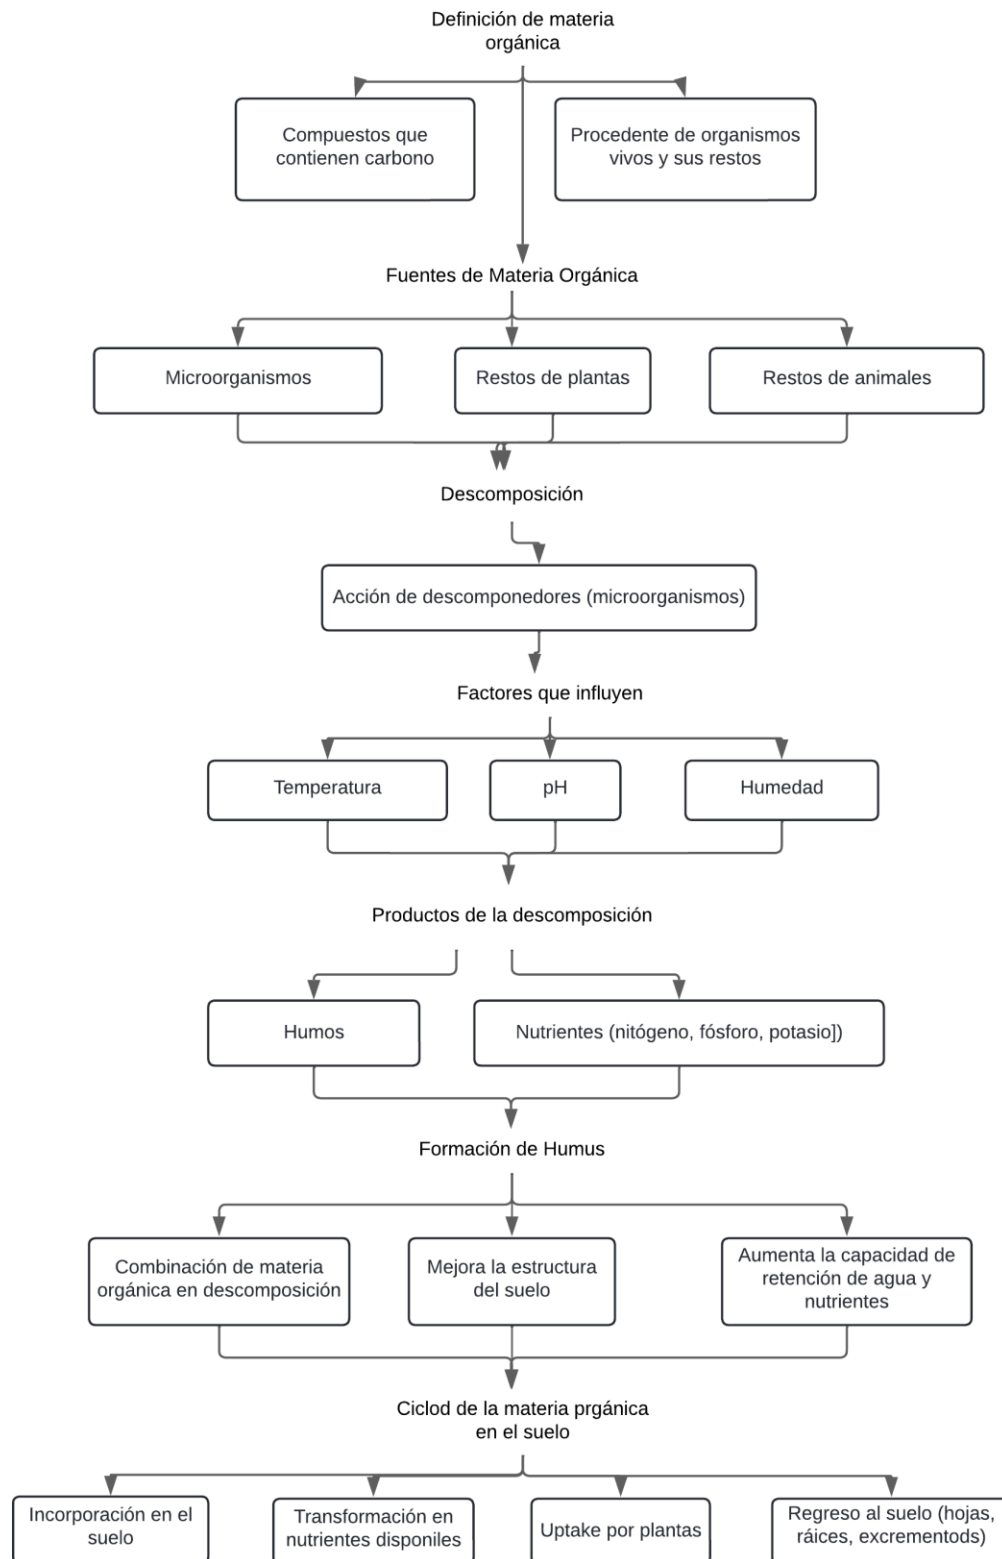 Definición de materia
orgánica
Compuestos que
contienen carbono
Procedente de organismos
vivos y sus restos
Fuentes de Materia Orgánica
Microorganismos
Restos de plantas
Restos de animales
Descomposición
Acción de descomponedores (microorganismos)
Factores que influyen
Temperatura
pH
Humedad
Productos de la descomposición
Humos
Nutrientes (nitógeno, fósforo, potasio])
Formación de Humus
Combinación de materia
orgánica en descomposición
Mejora la estructura
del suelo
Aumenta la capacidad de
retención de agua y
nutrientes
Ciclod de la materia prgánica
en el suelo
Incorporación en el
suelo
Transformación en
nutrientes disponiles
Uptake por plantas
Regreso al suelo (hojas,
ráices, excrementods)